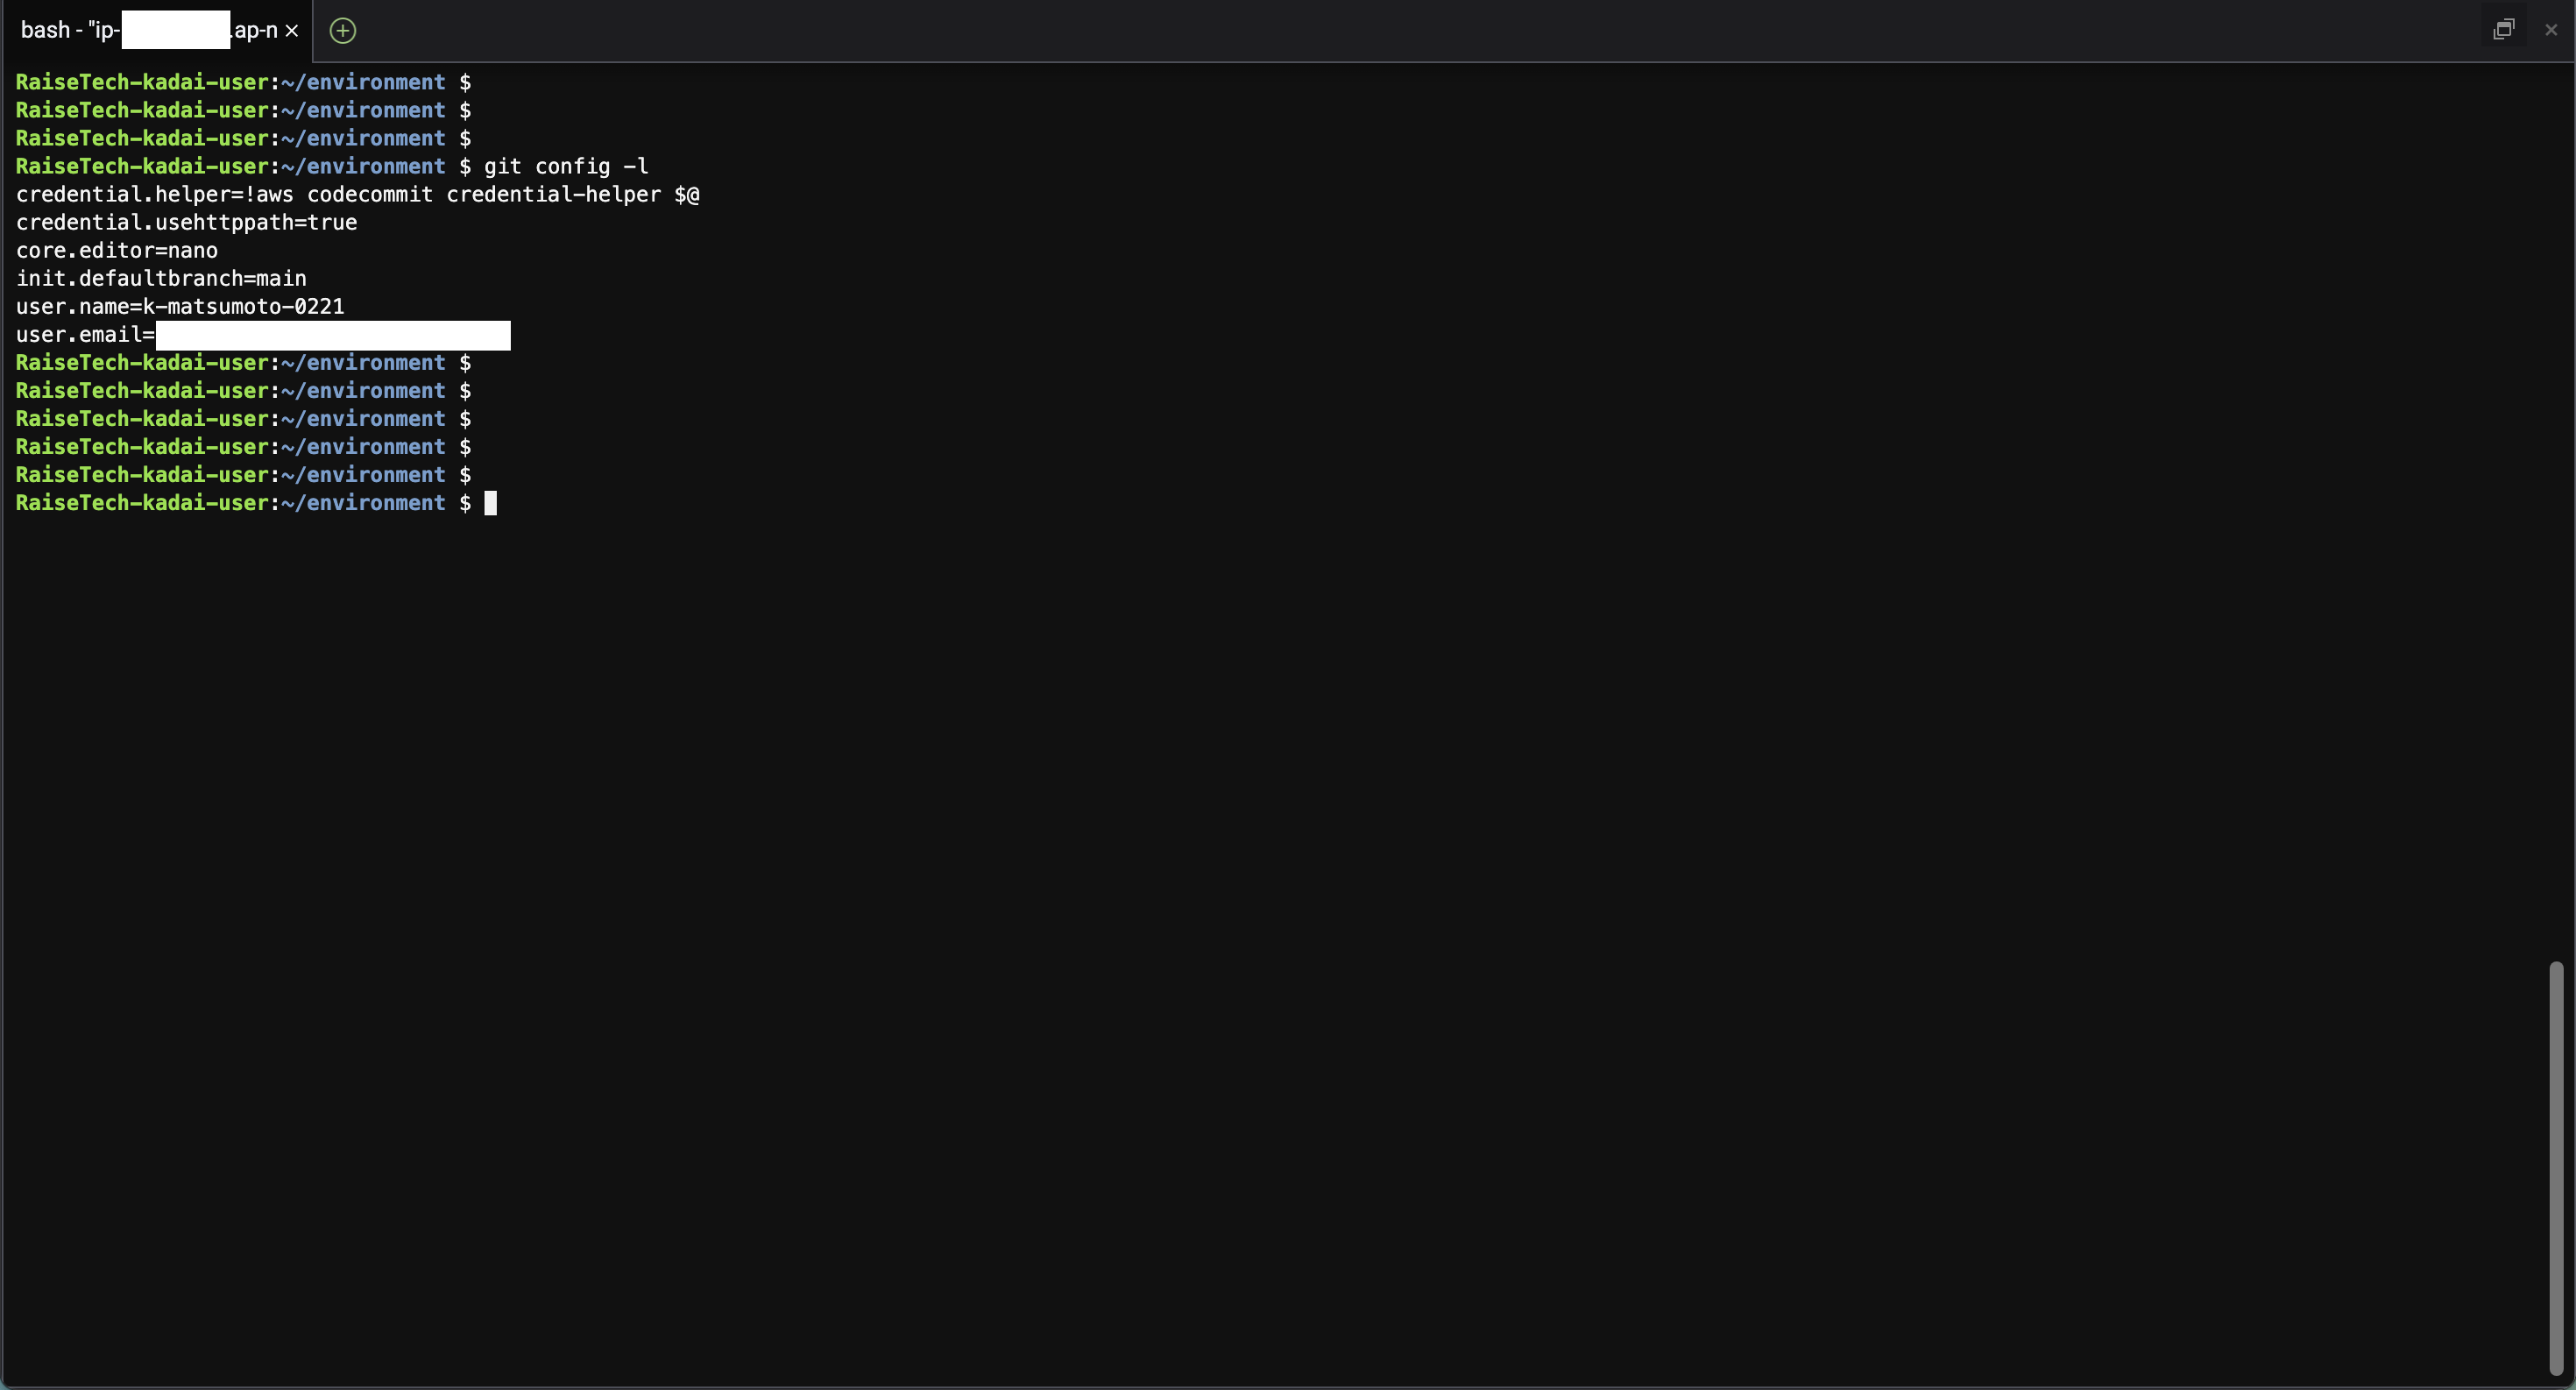 bash - "ip- .ap-n
RaiseTech-kadai-user:~/environment $
RaiseTech-kadai-user:~/environment $
RaiseTech-kadai-user:~/environment $
RaiseTech-kadai-user:~/environment $ git config -l
credential.helper=!aws codecommit credential-helper $@
credential.usehttppath=true
core.editor=nano
init.defaultbranch=main
user.name=k-matsumoto-0221
user.email=
RaiseTech-kadai-user:~/environment $
RaiseTech-kadai-user:~/environment $
RaiseTech-kadai-user:~/environment $
RaiseTech-kadai-user:~/environment $
RaiseTech-kadai-user:~/environment $
RaiseTech-kadai-user:~/environment $